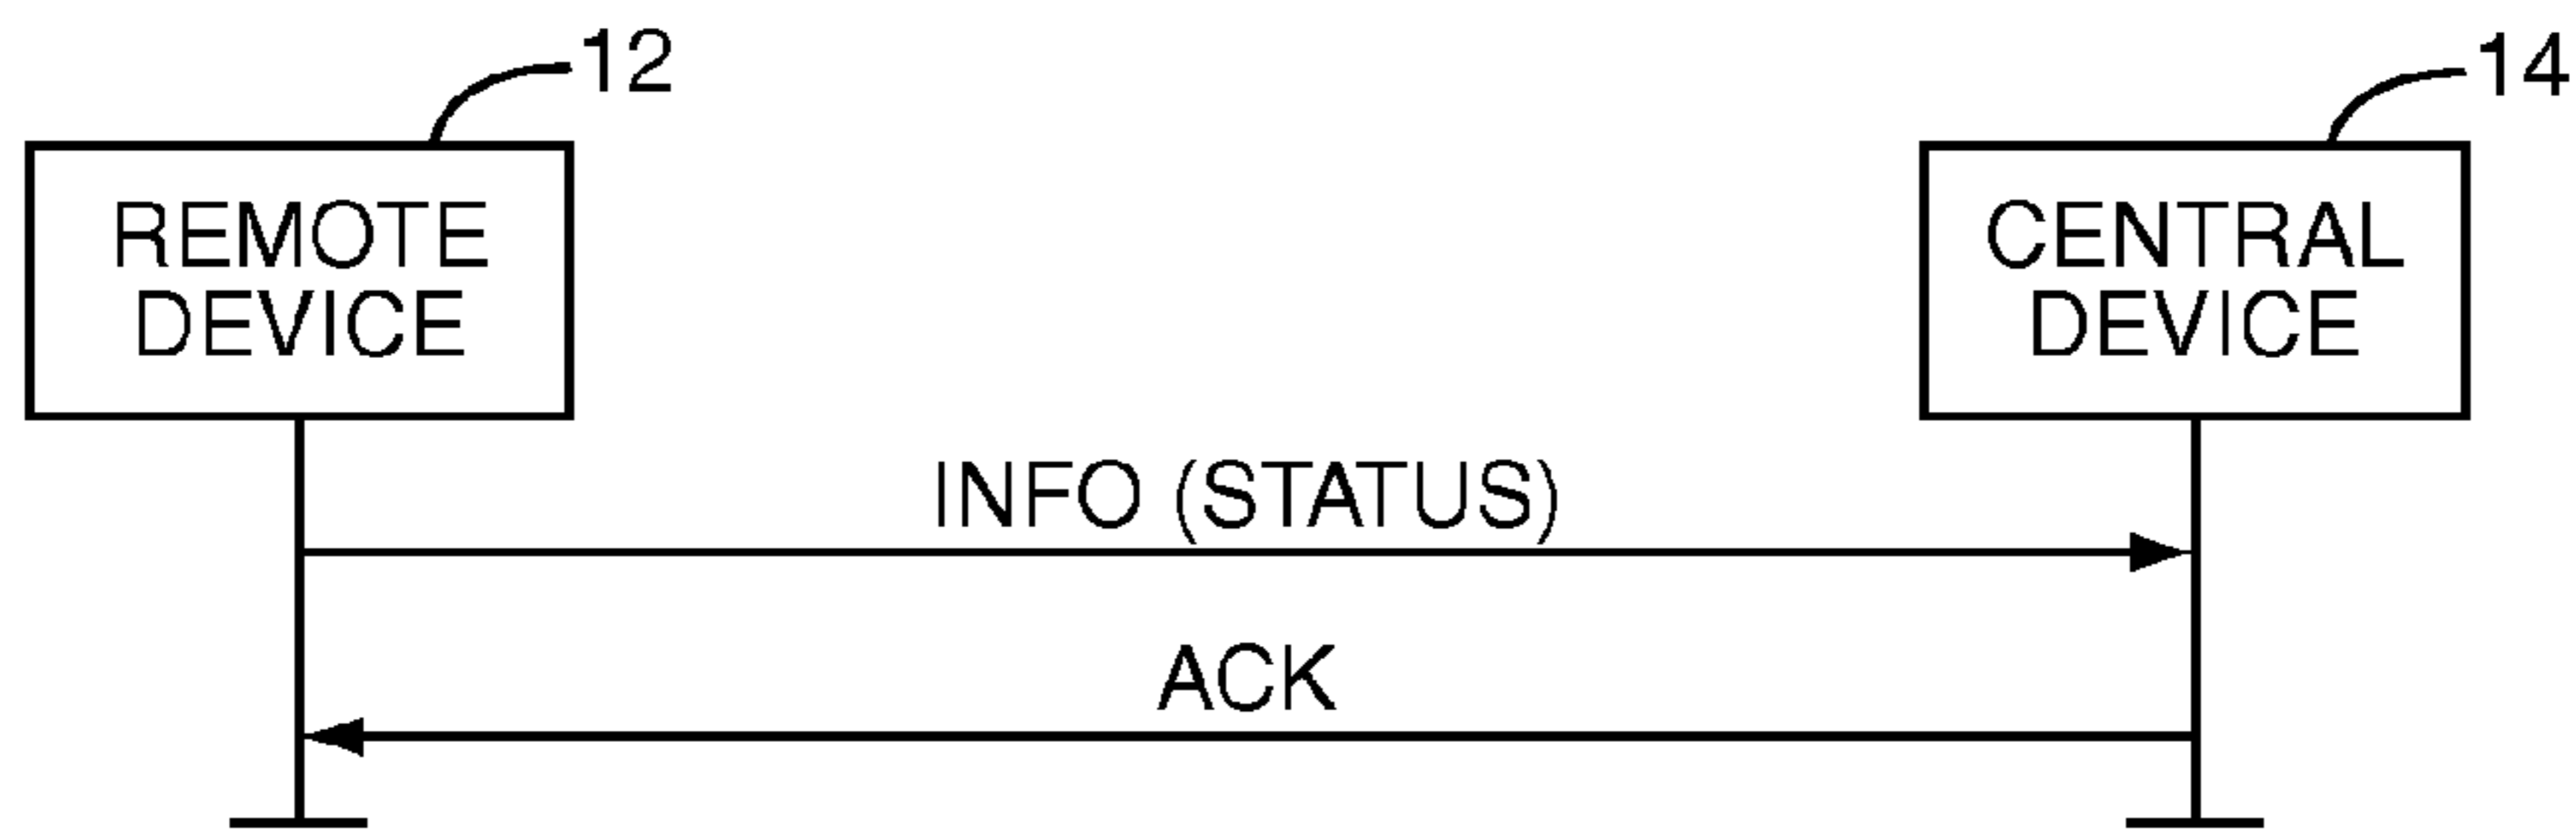 12
14
REMOTE
DEVICE
CENTRAL
DEVICE
INFO (STATUS)
ACK